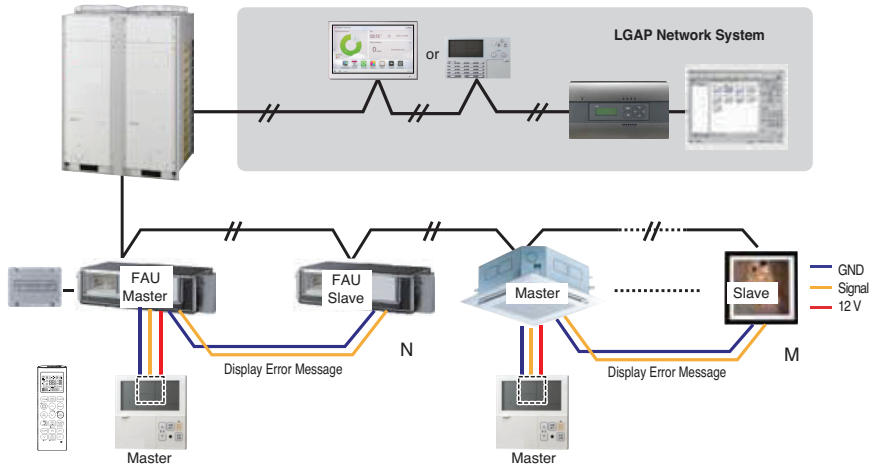 LGAP Network System
or
FAU
Master
FAU
Slave
Master
Slave
GND
Signal
12 V
N
M
Display Error Message
Display Error Message
Master
Master